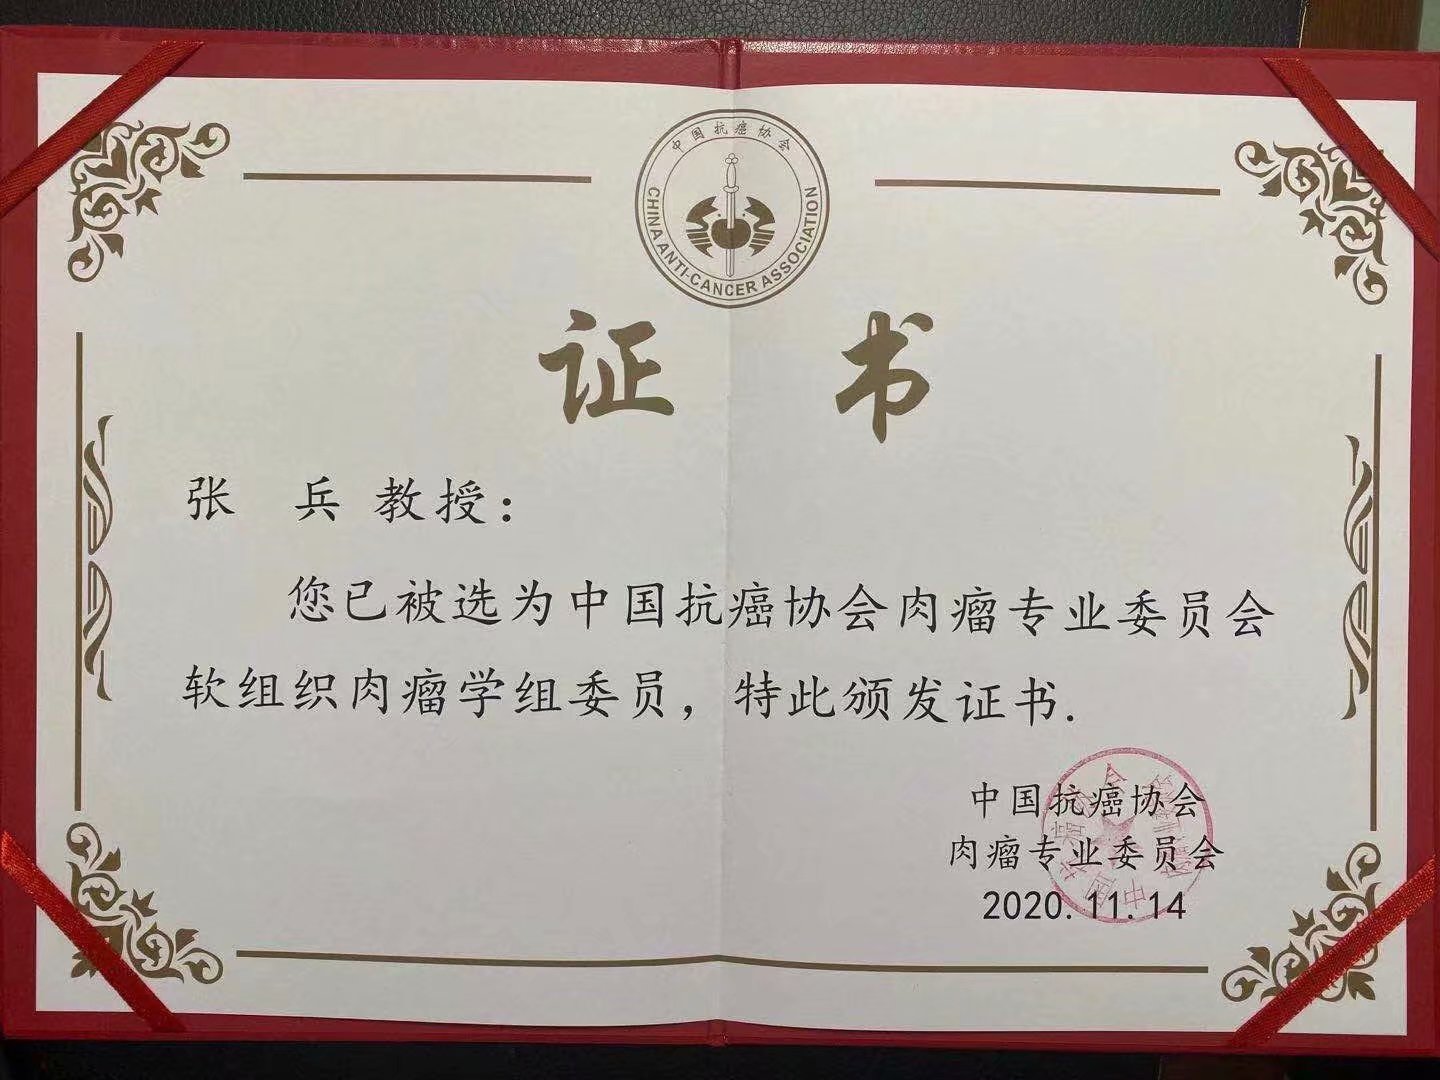 中国抗癌协会
CHINA ANTI-CANCER ASSOCIATION
证 书
张 兵 教授：
您已被选为中国抗癌协会肉瘤专业委员会
软组织肉瘤学组委员，特此颁发证书.
中国抗癌协会
肉瘤专业委员会
2020.11.14